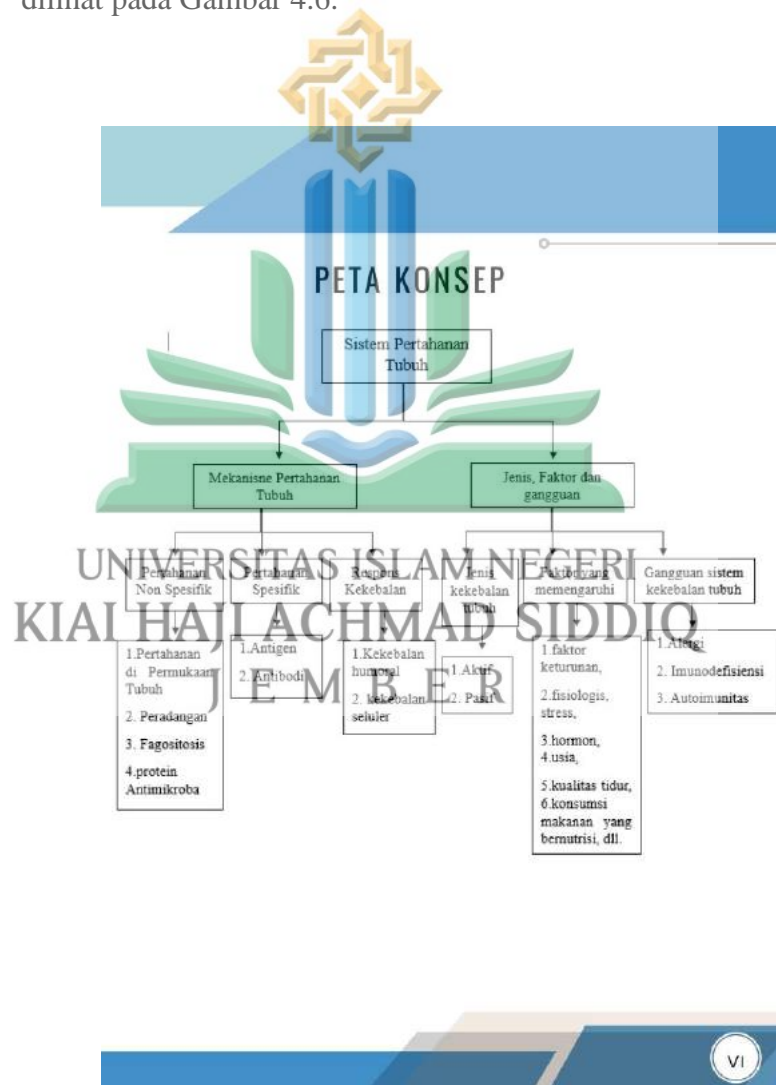 dilihat pada Gambar 4.6.
PETA KONSEP
Sistem Pertahanan
Tubuh
Mekanisne Pertahanan
Tubuh
Jenis, Faktor dan
gangguan
Pertahanan
Non Spesifik
Pertahanan
Spesifik
Respons
Kekebalan
Jenis
kekebalan
tubuh
Faktor yang
memengaruhi
Gangguan sistem
kekebalan tubuh
1.Pertahanan
di Permukaan
Tubuh
2. Peradangan
3. Fagositosis
4.protein
Antimikroba
1.Antigen
2. Antibodi
1.Kekebalan
humoral
2. kekebalan
seluler
1.Aktif
2. Pasif
1.faktor
keturunan,
2.fisiologis,
stress,
3.hormon,
4.usia,
5.kualitas tidur,
6.konsumsi
makanan yang
bernutrisi, dll.
1.Alergi
2. Imunodefisiensi
3. Autoimunitas
UNIVERSITAS ISLAM NEGERI
KIAI HAJI ACHMAD SIDDIQ
J E M B E R
VI